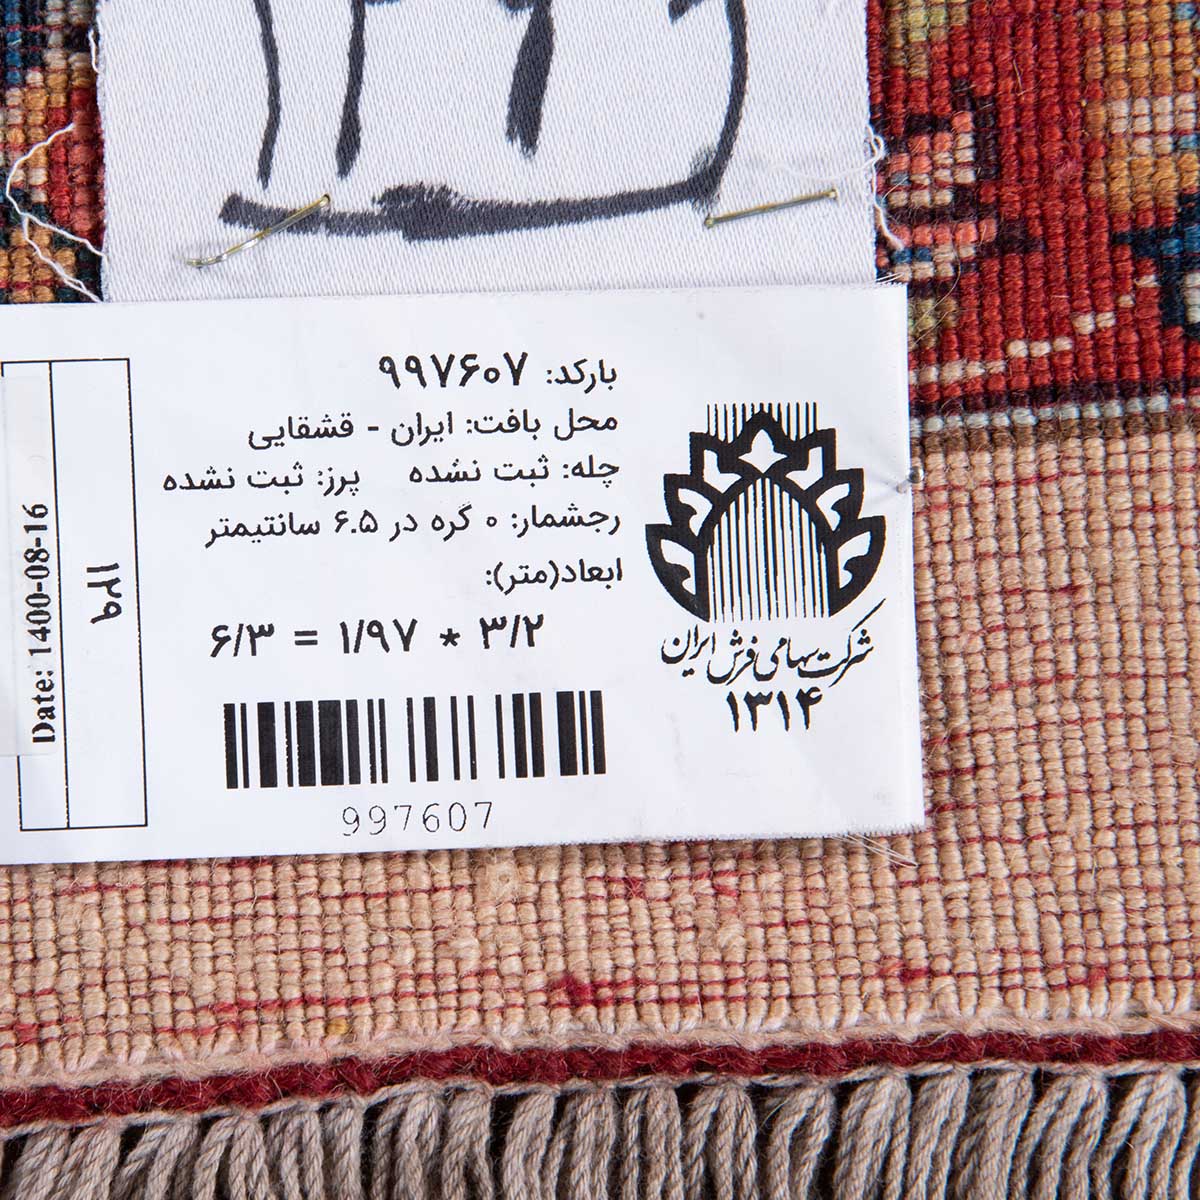 بارکد: ۹۹۷۶۰۷
محل بافت: ایران - قشقایی
چله: ثبت نشده پرز: ثبت نشده
رجشمار: ۰ گره در ۶.۵ سانتیمتر
ابعاد(متر):
۶/۳ = ۱/۹۷ * ۳/۲
997607
شرکت سهامی فرش ایران
۱۳۱۴
Date: 1400-08-16
۱۲۹